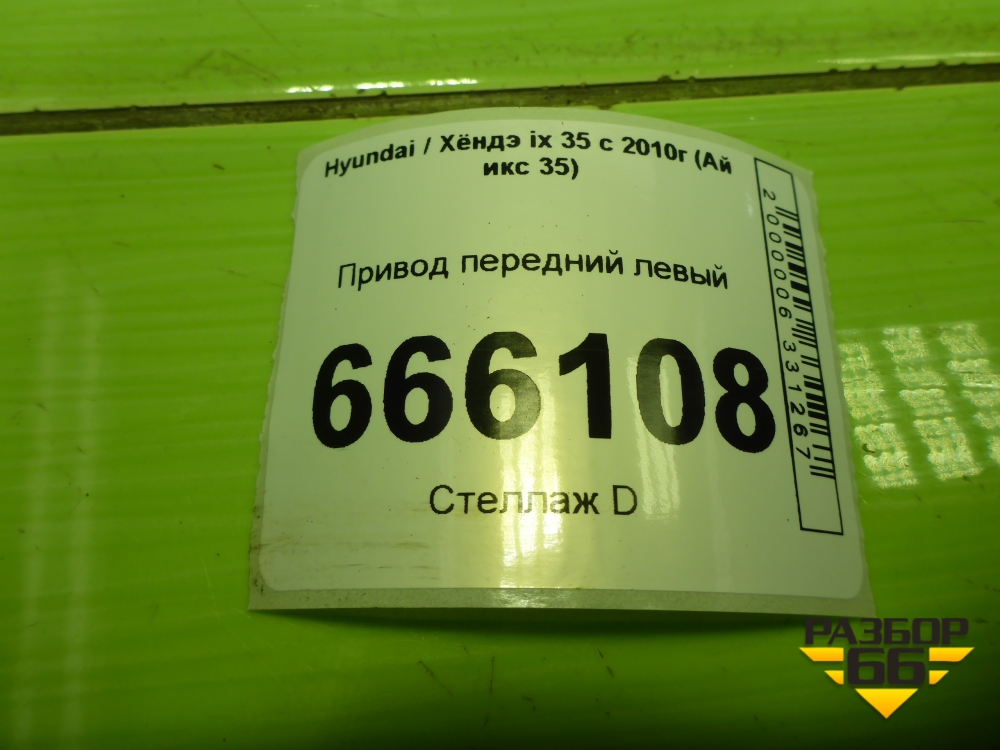 Hyundai / Хёндэ ix 35 с 2010г (Ай
икс 35)
Привод передний левый
666108
Стеллаж D
2000006331267
РАЗБОР
66